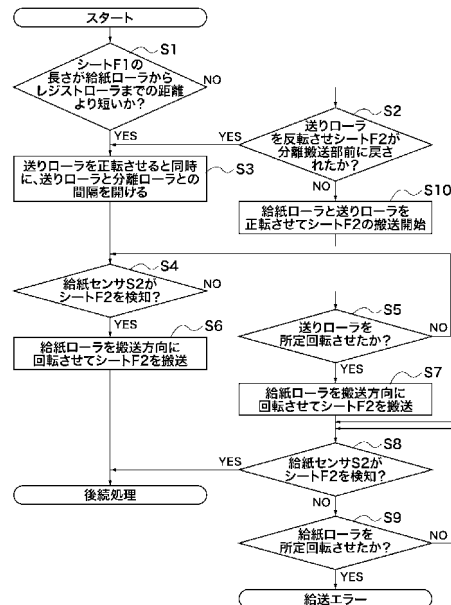 スタート
S1
シートF1の
長さが給紙ローラから
レジストローラまでの距離
より短いか？
NO
YES
S2
送りローラ
を反転させシートF2が
分離搬送部前に戻さ
れたか？
YES
NO
S3
送りローラを正転させると同時
に、送りローラと分離ローラとの
間隔を開ける
S10
給紙ローラと送りローラを
正転させてシートF2の搬送開始
S4
給紙センサS2が
シートF2を検知？
NO
YES
S5
送りローラを
所定回転させたか？
NO
YES
S6
給紙ローラを搬送方向に
回転させてシートF2を搬送
S7
給紙ローラを搬送方向に
回転させてシートF2を搬送
S8
給紙センサS2が
シートF2を検知？
YES
NO
後続処理
S9
給紙ローラを
所定回転させたか？
NO
YES
給送エラー